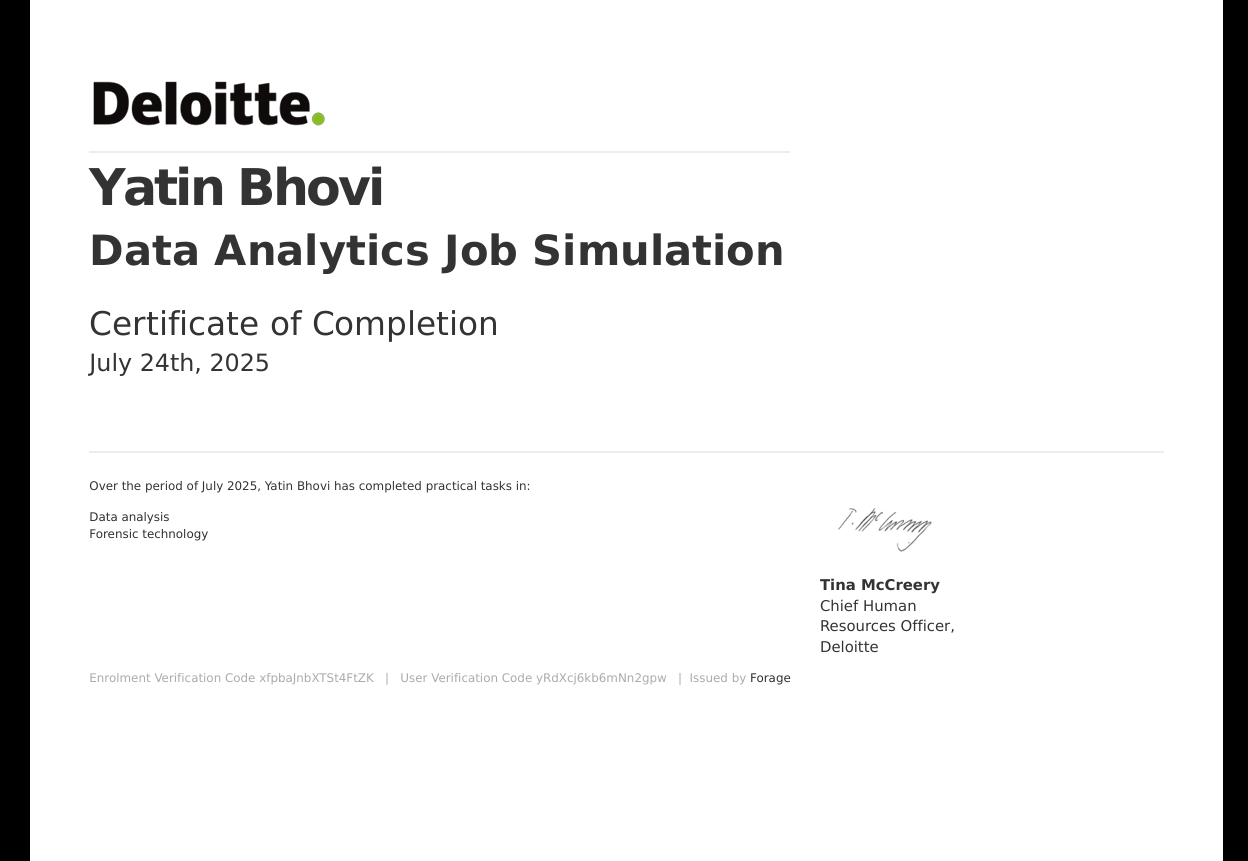 Deloitte.
Yatin Bhovi
Data Analytics Job Simulation
Certificate of Completion
July 24th, 2025
Over the period of July 2025, Yatin Bhovi has completed practical tasks in:
Data analysis
Forensic technology
T. McCreery
Tina McCreery
Chief Human
Resources Officer,
Deloitte
Enrolment Verification Code xfpbaJnbXTSt4FtZK | User Verification Code yRdXcj6kb6mNn2gpw | Issued by Forage